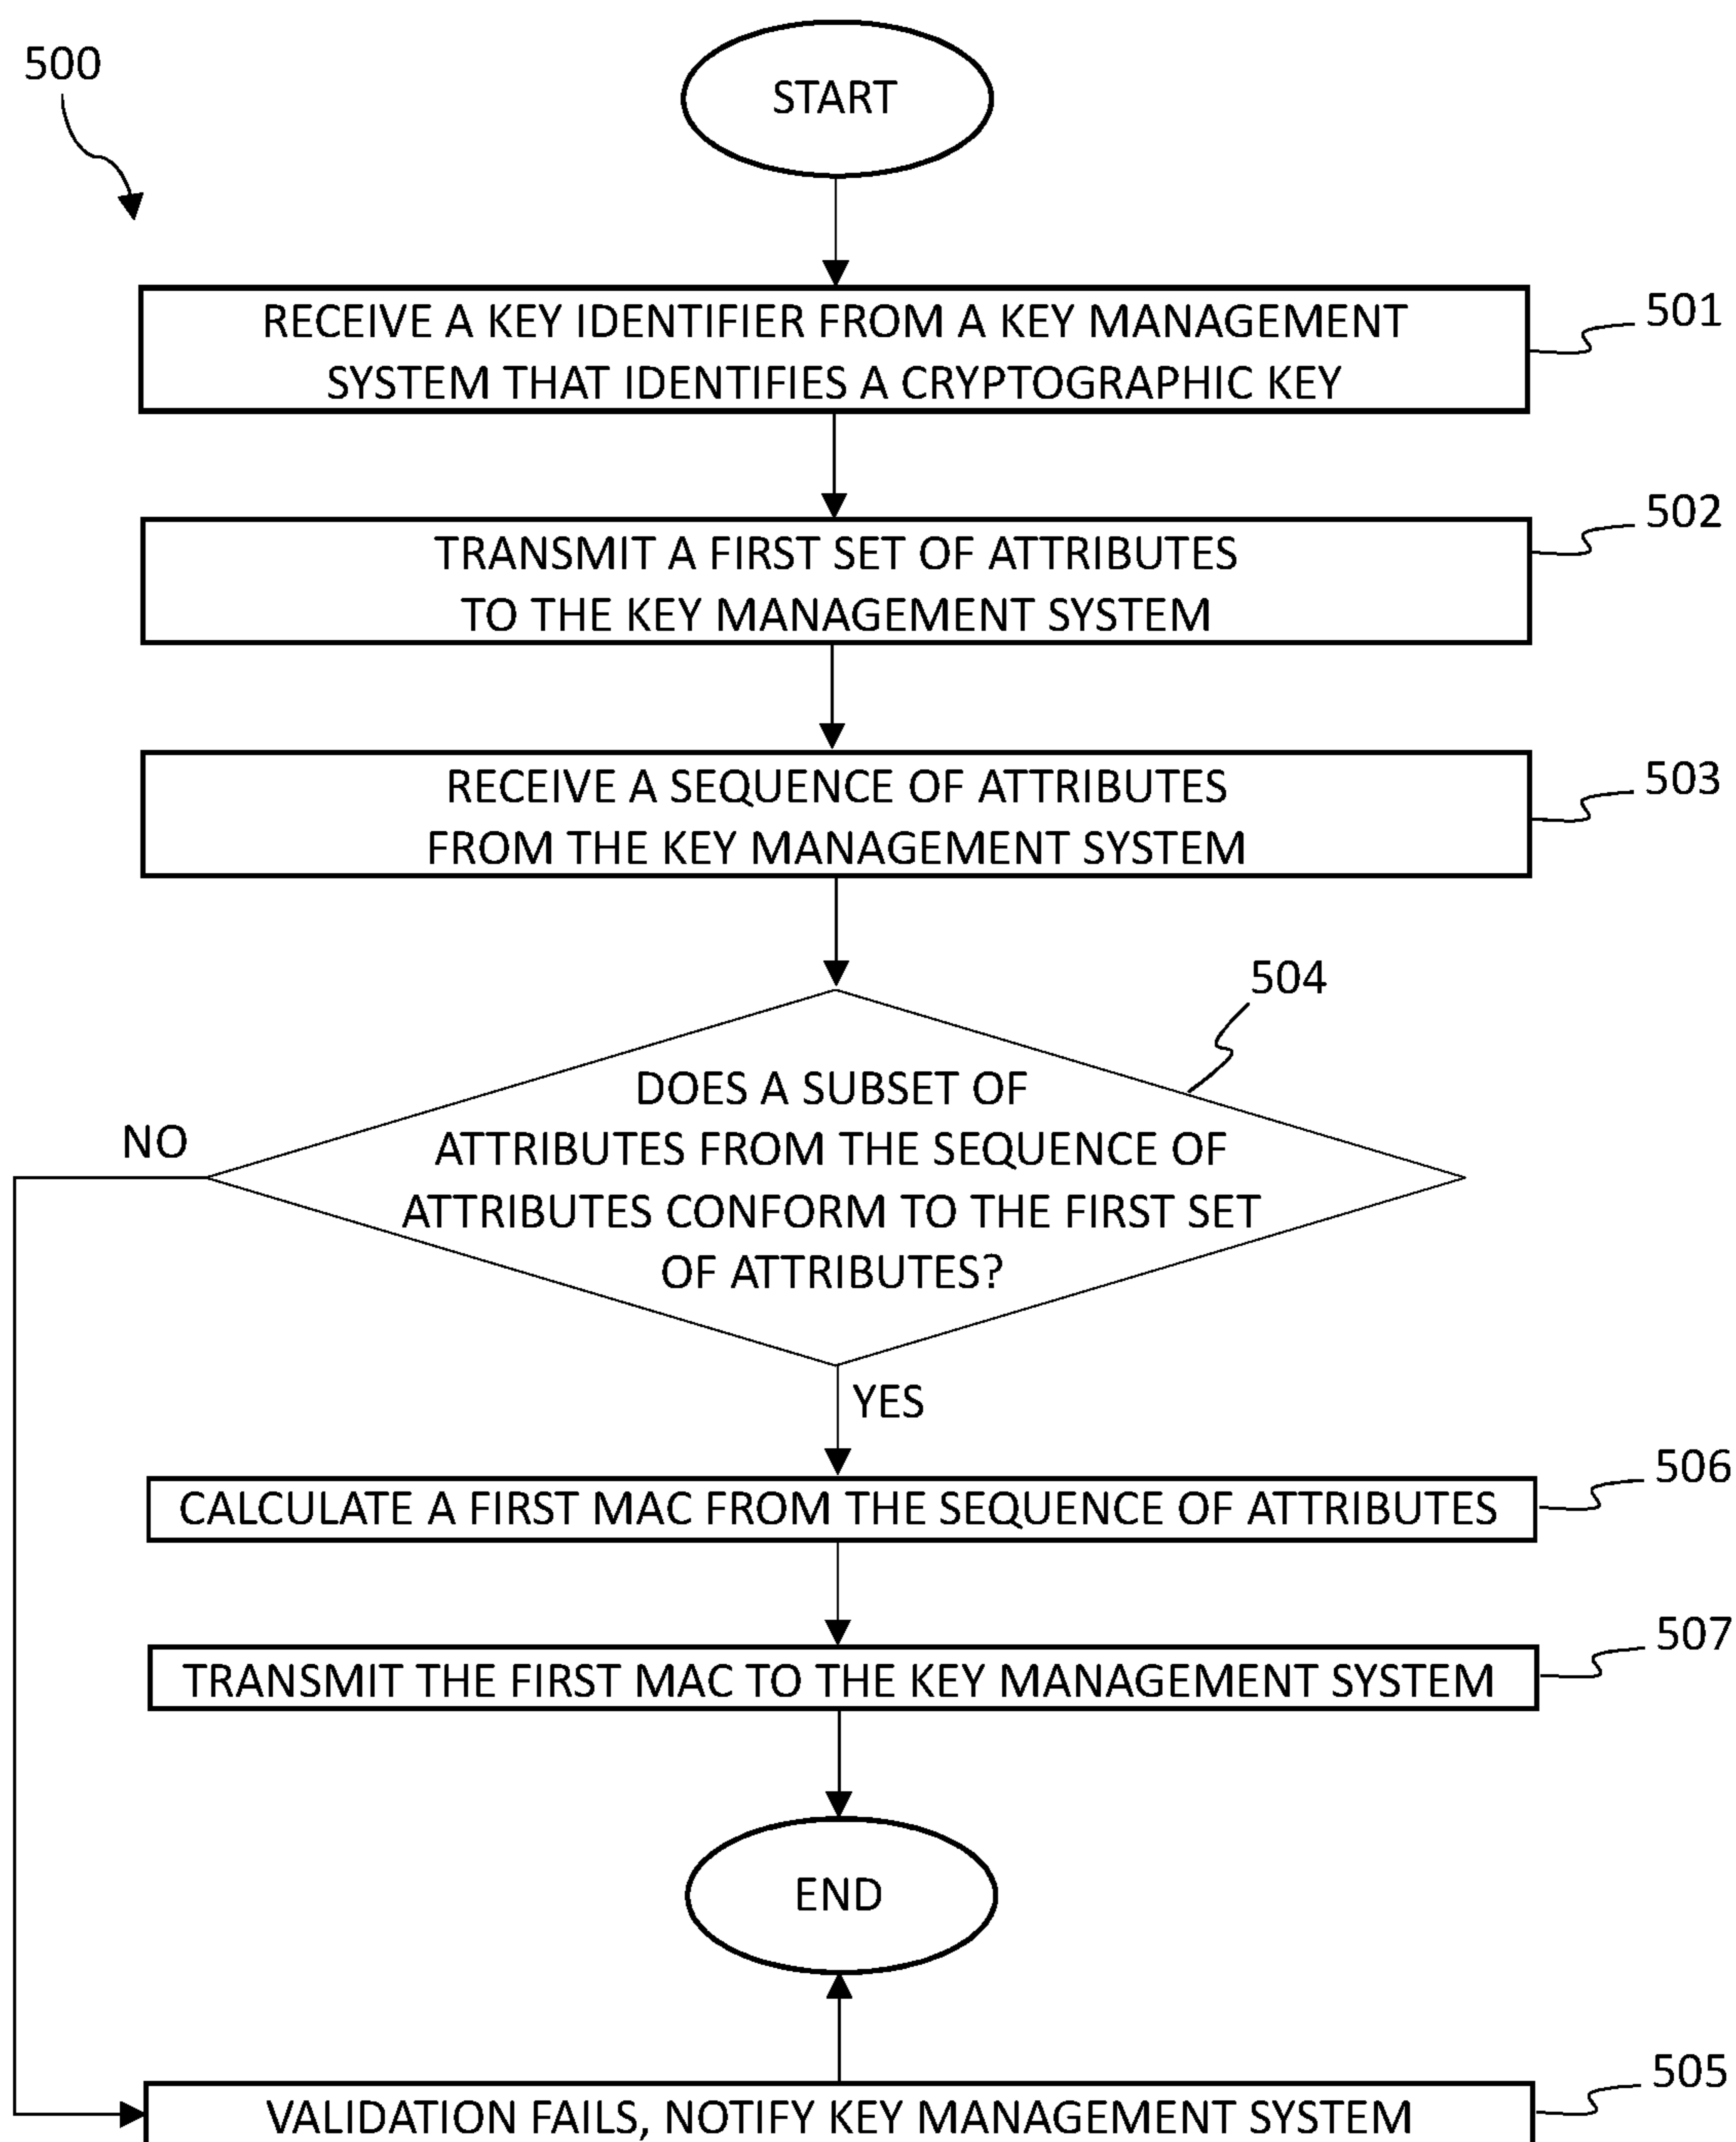 500
START
RECEIVE A KEY IDENTIFIER FROM A KEY MANAGEMENT
SYSTEM THAT IDENTIFIES A CRYPTOGRAPHIC KEY
501
TRANSMIT A FIRST SET OF ATTRIBUTES
TO THE KEY MANAGEMENT SYSTEM
502
RECEIVE A SEQUENCE OF ATTRIBUTES
FROM THE KEY MANAGEMENT SYSTEM
503
504
DOES A SUBSET OF
ATTRIBUTES FROM THE SEQUENCE OF
ATTRIBUTES CONFORM TO THE FIRST SET
OF ATTRIBUTES?
NO
YES
CALCULATE A FIRST MAC FROM THE SEQUENCE OF ATTRIBUTES
506
TRANSMIT THE FIRST MAC TO THE KEY MANAGEMENT SYSTEM
507
END
VALIDATION FAILS, NOTIFY KEY MANAGEMENT SYSTEM
505